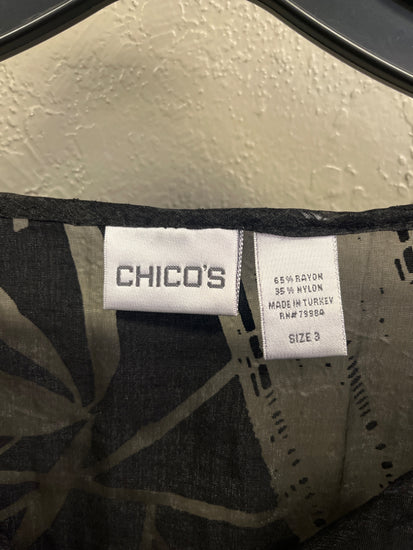 CHICO'S
65% RAYON
35% NYLON
MADE IN TURKEY
RN#79984
SIZE 3